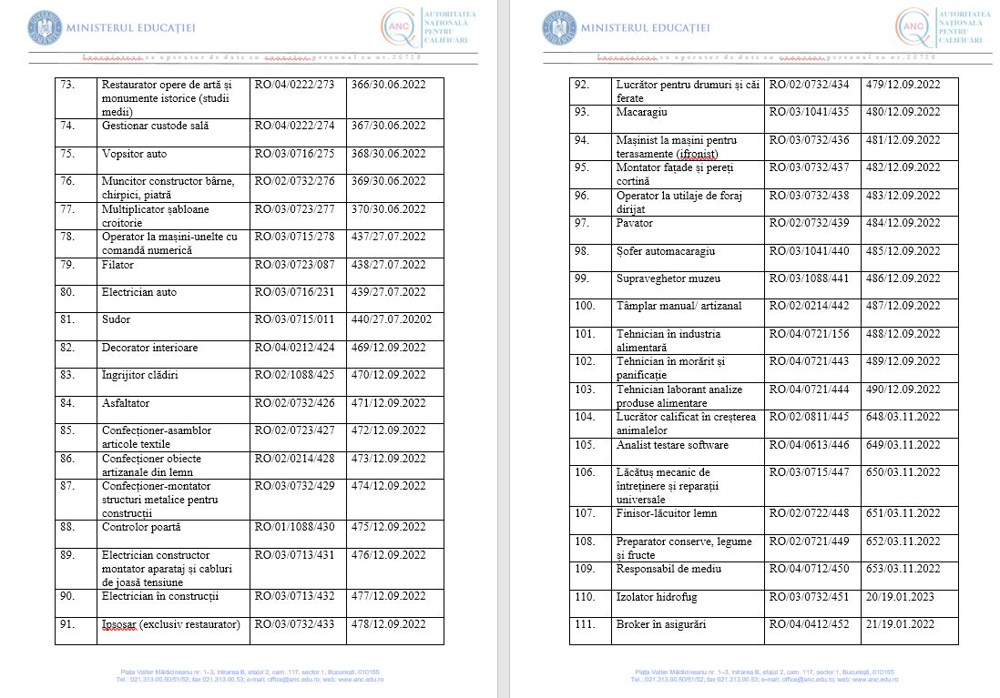 MINISTERUL EDUCAȚIEI
ANC
AUTORITATEA
NAȚIONALĂ
PENTRU
CALIFICĂRI
Înregistrat ca operator de date cu caracter personal cu nr.25720
73. Restaurator opere de artă și RO/04/0222/273 366/30.06.2022
monumente istorice (studii
medii)
74. Gestionar custode sală RO/04/0222/274 367/30.06.2022
75. Vopsitor auto RO/03/0716/275 368/30.06.2022
76. Muncitor constructor bârne, RO/02/0732/276 369/30.06.2022
chirpici, piatră
77. Multiplicator șabloane RO/03/0723/277 370/30.06.2022
croitorie
78. Operator la mașini-unelte cu RO/03/0715/278 437/27.07.2022
comandă numerică
79. Filator RO/03/0723/087 438/27.07.2022
80. Electrician auto RO/03/0716/231 439/27.07.2022
81. Sudor RO/03/0715/011 440/27.07.20202
82. Decorator interioare RO/04/0212/424 469/12.09.2022
83. Îngrijitor clădiri RO/02/1088/425 470/12.09.2022
84. Asfaltator RO/02/0732/426 471/12.09.2022
85. Confecționer-asamblor RO/02/0723/427 472/12.09.2022
articole textile
86. Confecționer obiecte RO/02/0214/428 473/12.09.2022
artizanale din lemn
87. Confecționer-montator RO/03/0732/429 474/12.09.2022
structuri metalice pentru
construcții
88. Controlor poartă RO/01/1088/430 475/12.09.2022
89. Electrician constructor RO/03/0713/431 476/12.09.2022
montator aparataj și cabluri
de joasă tensiune
90. Electrician în construcții RO/03/0713/432 477/12.09.2022
91. Ipsosar (exclusiv restaurator) RO/03/0732/433 478/12.09.2022
Piața Valter Mărăcineanu nr. 1–3, intrarea B, etajul 2, cam. 117, sector 1, București, 010155
Tel.: 021.313.00.50/51/52; fax 021.313.00.53; e-mail: office@anc.edu.ro; web: www.anc.edu.ro
MINISTERUL EDUCAȚIEI
ANC
AUTORITATEA
NAȚIONALĂ
PENTRU
CALIFICĂRI
Înregistrat ca operator de date cu caracter personal cu nr.25720
92. Lucrător pentru drumuri și căi RO/02/0732/434 479/12.09.2022
ferate
93. Macaragiu RO/03/1041/435 480/12.09.2022
94. Mașinist la mașini pentru RO/03/0732/436 481/12.09.2022
terasamente (ifronist)
95. Montator fațade și pereți RO/03/0732/437 482/12.09.2022
cortină
96. Operator la utilaje de foraj RO/03/0732/438 483/12.09.2022
dirijat
97. Pavator RO/02/0732/439 484/12.09.2022
98. Șofer automacaragiu RO/03/1041/440 485/12.09.2022
99. Supraveghetor muzeu RO/03/1088/441 486/12.09.2022
100. Tâmplar manual/ artizanal RO/02/0214/442 487/12.09.2022
101. Tehnician în industria RO/04/0721/156 488/12.09.2022
alimentară
102. Tehnician în morărit și RO/04/0721/443 489/12.09.2022
panificație
103. Tehnician laborant analize RO/04/0721/444 490/12.09.2022
produse alimentare
104. Lucrător calificat în creșterea RO/02/0811/445 648/03.11.2022
animalelor
105. Analist testare software RO/04/0613/446 649/03.11.2022
106. Lăcătuș mecanic de RO/03/0715/447 650/03.11.2022
întreținere și reparații
universale
107. Finisor-lăcuitor lemn RO/02/0722/448 651/03.11.2022
108. Preparator conserve, legume RO/02/0721/449 652/03.11.2022
și fructe
109. Responsabil de mediu RO/04/0712/450 653/03.11.2022
110. Izolator hidrofug RO/03/0732/451 20/19.01.2023
111. Broker în asigurări RO/04/0412/452 21/19.01.2022
Piața Valter Mărăcineanu nr. 1–3, intrarea B, etajul 2, cam. 117, sector 1, București, 010155
Tel.: 021.313.00.50/51/52; fax 021.313.00.53; e-mail: office@anc.edu.ro; web: www.anc.edu.ro